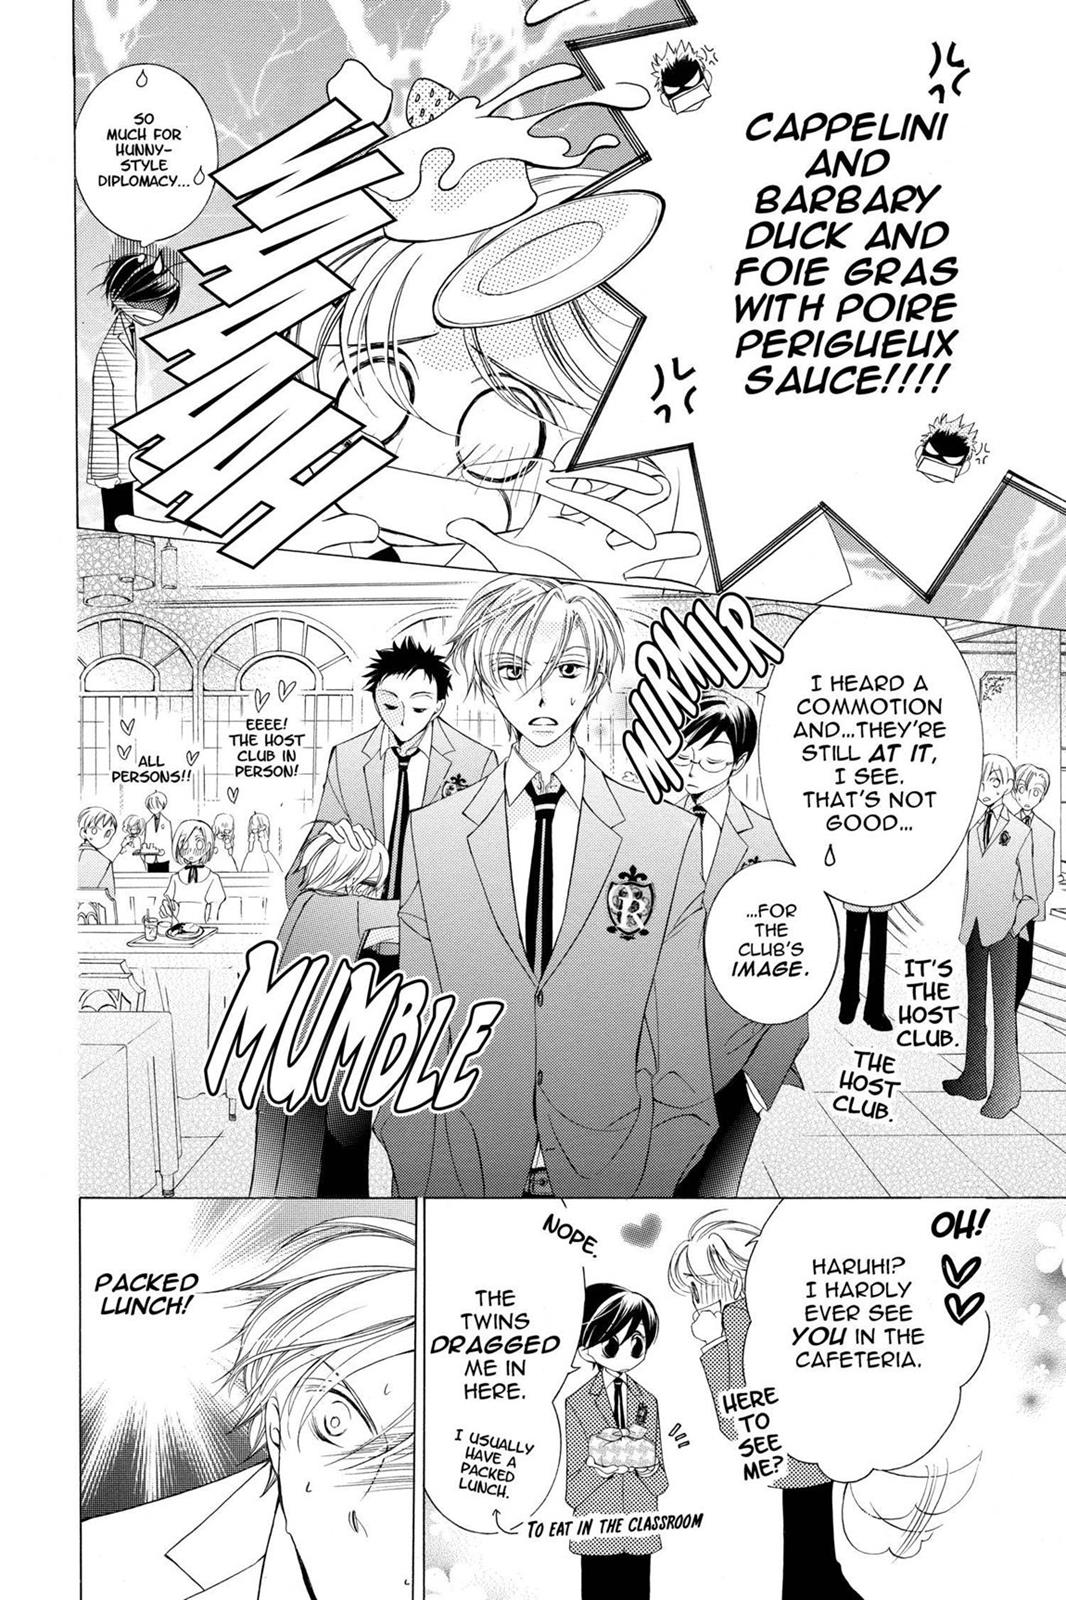 CAPPELINI
AND
BARBARY
DUCK AND
FOIE GRAS
WITH POIRE
PERIGUEUX
SAUCE!!!!
WAAAAAH
SO
MUCH FOR
HUNNY-
STYLE
DIPLOMACY...
I HEARD A
COMMOTION
AND...THEY'RE
STILL AT IT,
I SEE.
THAT'S NOT
GOOD...
...FOR
THE
CLUB'S
IMAGE.
MURMUR
IT'S
THE
HOST
CLUB.
THE
HOST
CLUB.
EEEE!
THE HOST
CLUB IN
PERSON!
ALL
PERSONS!!
MUMBLE
OH!
HARUHI?
I HARDLY
EVER SEE
YOU IN THE
CAFETERIA.
HERE
TO
SEE
ME?
NOPE.
THE
TWINS
DRAGGED
ME IN
HERE.
I USUALLY
HAVE A
PACKED
LUNCH.
TO EAT IN THE CLASSROOM
PACKED
LUNCH!